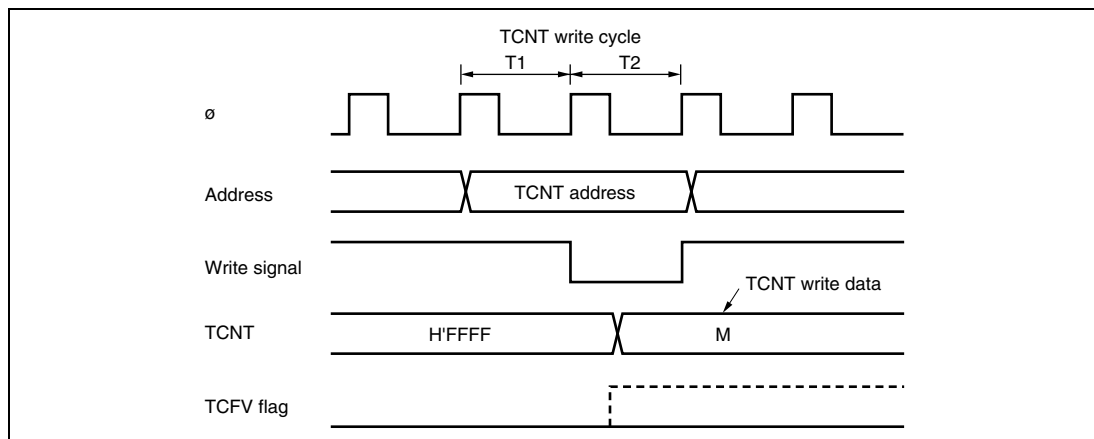 TCNT write cycle
T1 T2
ø
Address TCNT address
Write signal
TCNT write data
TCNT H'FFFF M
TCFV flag